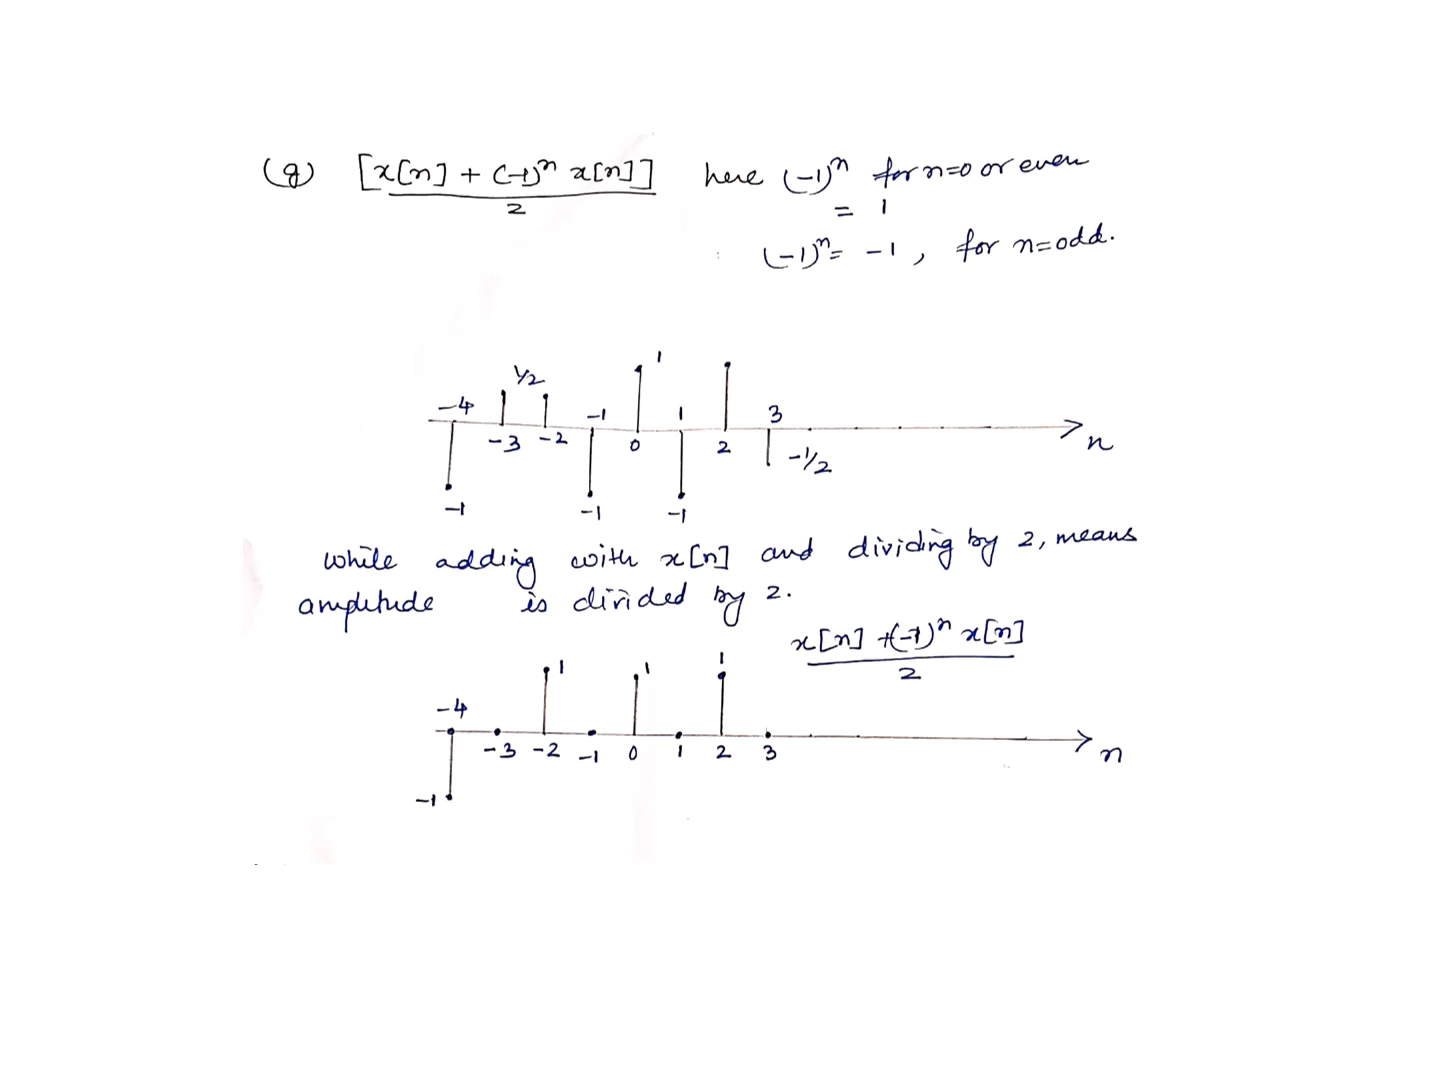 (g) [x[n] + (-1)ⁿ x[n]] here (-1)ⁿ for n=0 or even
2
= 1
(-1)ⁿ= -1 , for n=odd.
1
1/2
-4 -1 1 3
-3 -2 0 2 -1/2 n
-1 -1 -1
while adding with x[n] and dividing by 2, means
amplitude is divided by 2.
x[n] +(-1)ⁿ x[n]
2
1 1 1
-4
-3 -2 -1 0 1 2 3 n
-1